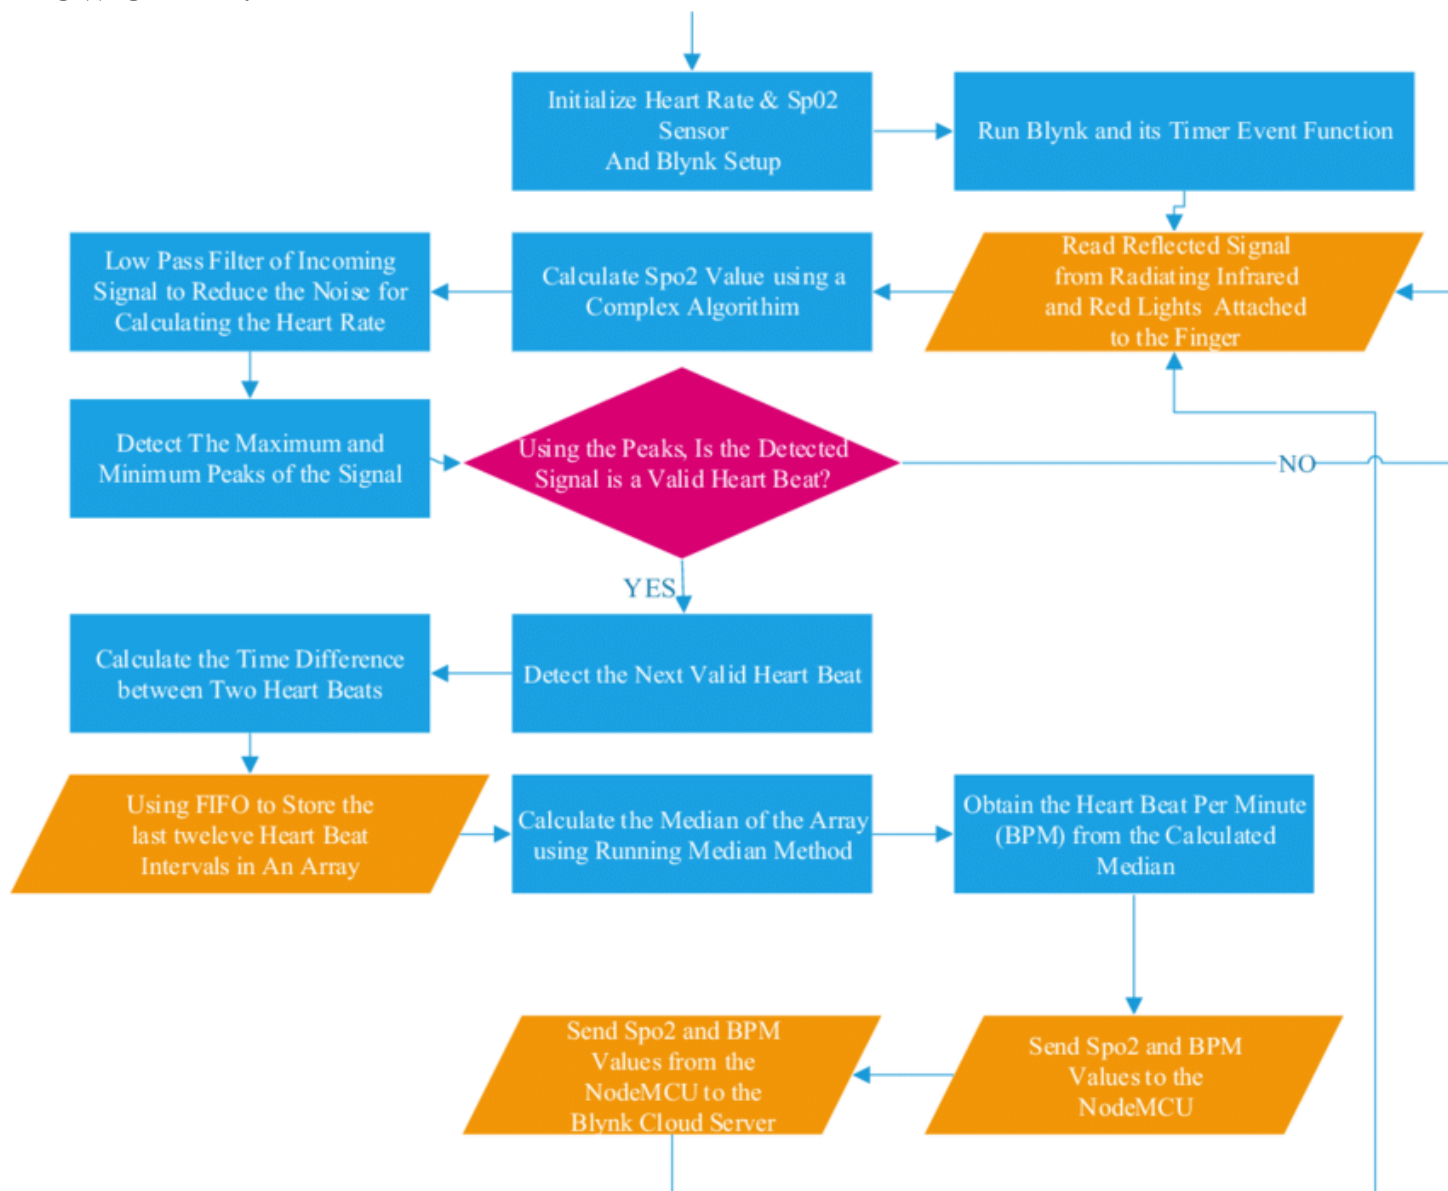 Initialize Heart Rate & Sp02
Sensor
And Blynk Setup
Run Blynk and its Timer Event Function
Read Reflected Signal
from Radiating Infrared
and Red Lights Attached
to the Finger
Calculate Spo2 Value using a
Complex Algorithim
Low Pass Filter of Incoming
Signal to Reduce the Noise for
Calculating the Heart Rate
Detect The Maximum and
Minimum Peaks of the Signal
Using the Peaks, Is the Detected
Signal is a Valid Heart Beat?
NO
YES
Detect the Next Valid Heart Beat
Calculate the Time Difference
between Two Heart Beats
Using FIFO to Store the
last tweleve Heart Beat
Intervals in An Array
Calculate the Median of the Array
using Running Median Method
Obtain the Heart Beat Per Minute
(BPM) from the Calculated
Median
Send Spo2 and BPM
Values to the
NodeMCU
Send Spo2 and BPM
Values from the
NodeMCU to the
Blynk Cloud Server